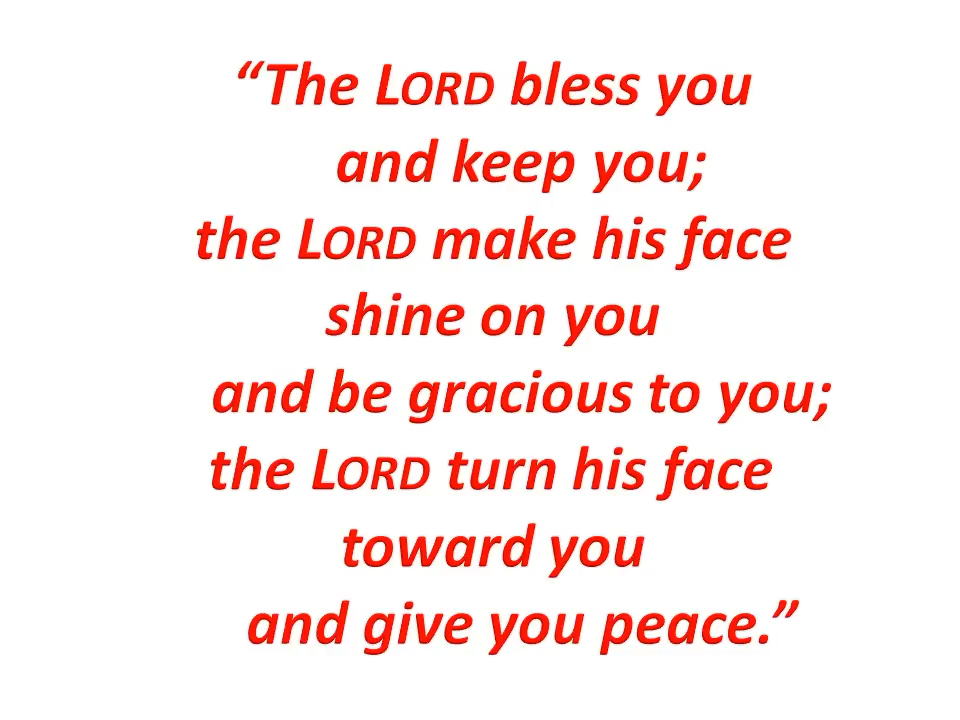 “The LORD bless you
and keep you;
the LORD make his face
shine on you
and be gracious to you;
the LORD turn his face
toward you
and give you peace.”